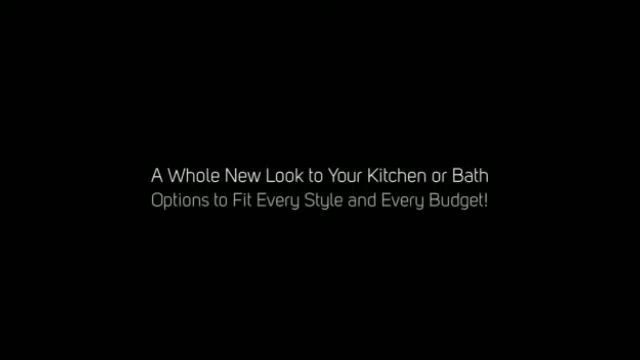 A Whole New Look to Your Kitchen or Bath
Options to Fit Every Style and Every Budget!